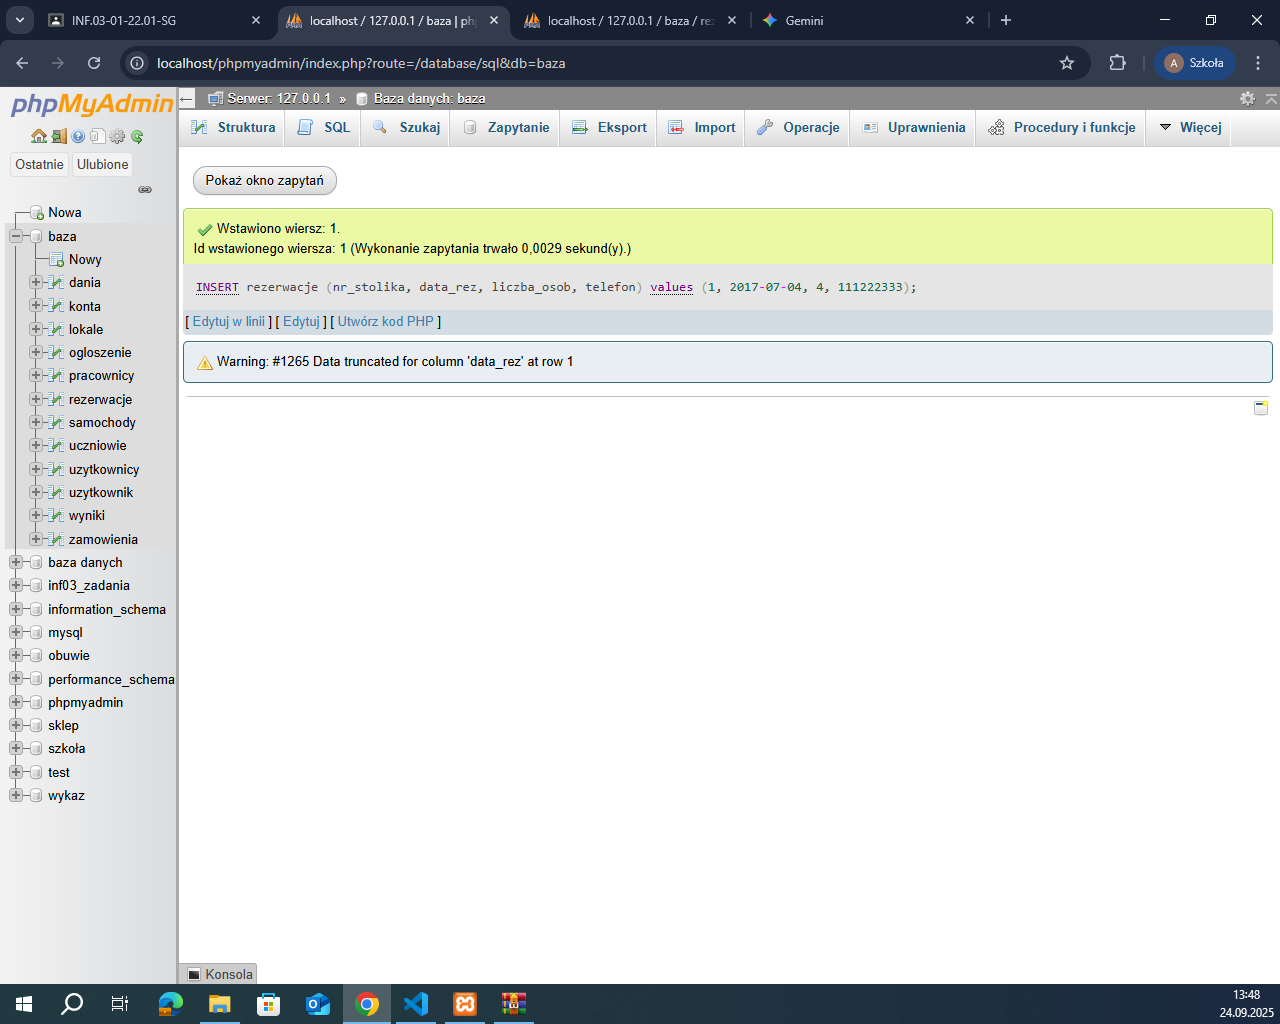 INF.03-01-22.01-SG
localhost / 127.0.0.1 / baza | ph
localhost / 127.0.0.1 / baza / re
Gemini
localhost/phpmyadmin/index.php?route=/database/sql&db=baza
A Szkoła
phpMyAdmin
Serwer: 127.0.0.1 » Baza danych: baza
Struktura SQL Szukaj Zapytanie Eksport Import Operacje Uprawnienia Procedury i funkcje Więcej
Ostatnie Ulubione
Nowa
baza
Nowy
dania
konta
lokale
ogloszenie
pracownicy
rezerwacje
samochody
uczniowie
uzytkownicy
uzytkownik
wyniki
zamowienia
baza danych
inf03_zadania
information_schema
mysql
obuwie
performance_schema
phpmyadmin
sklep
szkoła
test
wykaz
Pokaż okno zapytań
Wstawiono wiersz: 1.
Id wstawionego wiersza: 1 (Wykonanie zapytania trwało 0,0029 sekund(y).)
INSERT rezerwacje (nr_stolika, data_rez, liczba_osob, telefon) values (1, 2017-07-04, 4, 111222333);
[ Edytuj w linii ] [ Edytuj ] [ Utwórz kod PHP ]
Warning: #1265 Data truncated for column 'data_rez' at row 1
Konsola
13:48
24.09.2025